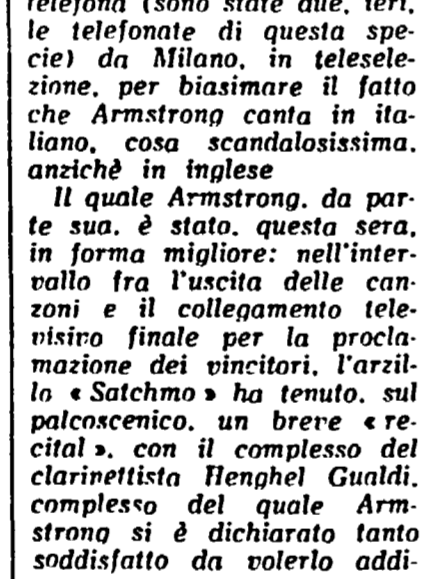 telefona (sono state due, ieri,
le telefonate di questa spe-
cie) da Milano, in telesele-
zione, per biasimare il fatto
che Armstrong canta in ita-
liano, cosa scandalosissima,
anzichè in inglese
Il quale Armstrong, da par-
te sua, è stato, questa sera,
in forma migliore: nell'inter-
vallo fra l'uscita delle can-
zoni e il collegamento tele-
visivo finale per la procla-
mazione dei vincitori, l'arzil-
lo « Satchmo » ha tenuto, sul
palcoscenico, un breve « re-
cital », con il complesso del
clarinettista Henghel Gualdi,
complesso del quale Arm-
strong si è dichiarato tanto
soddisfatto da volerlo addi-